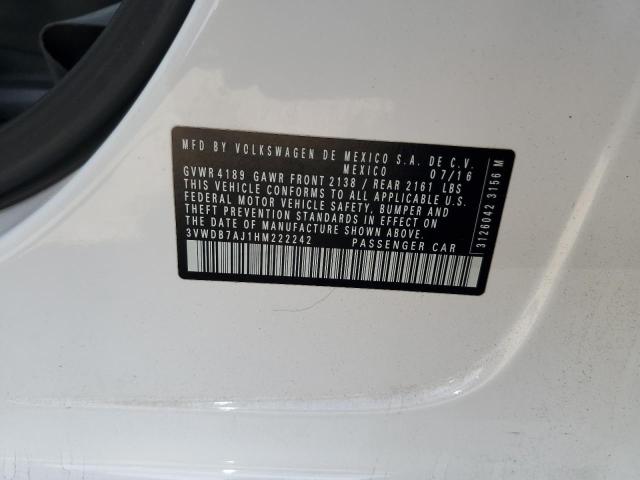 MFD BY VOLKSWAGEN DE MEXICO S.A. DE C.V.
MEXICO 07/16
GVWR 4189 GAWR FRONT 2138 / REAR 2161 LBS
THIS VEHICLE CONFORMS TO ALL APPLICABLE U.S.
FEDERAL MOTOR VEHICLE SAFETY, BUMPER AND
THEFT PREVENTION STANDARDS IN EFFECT ON THE
DATE OF MANUFACTURE SHOWN ABOVE.
3VWDB7AJ1HM222242 PASSENGER CAR
3126042 3156 M